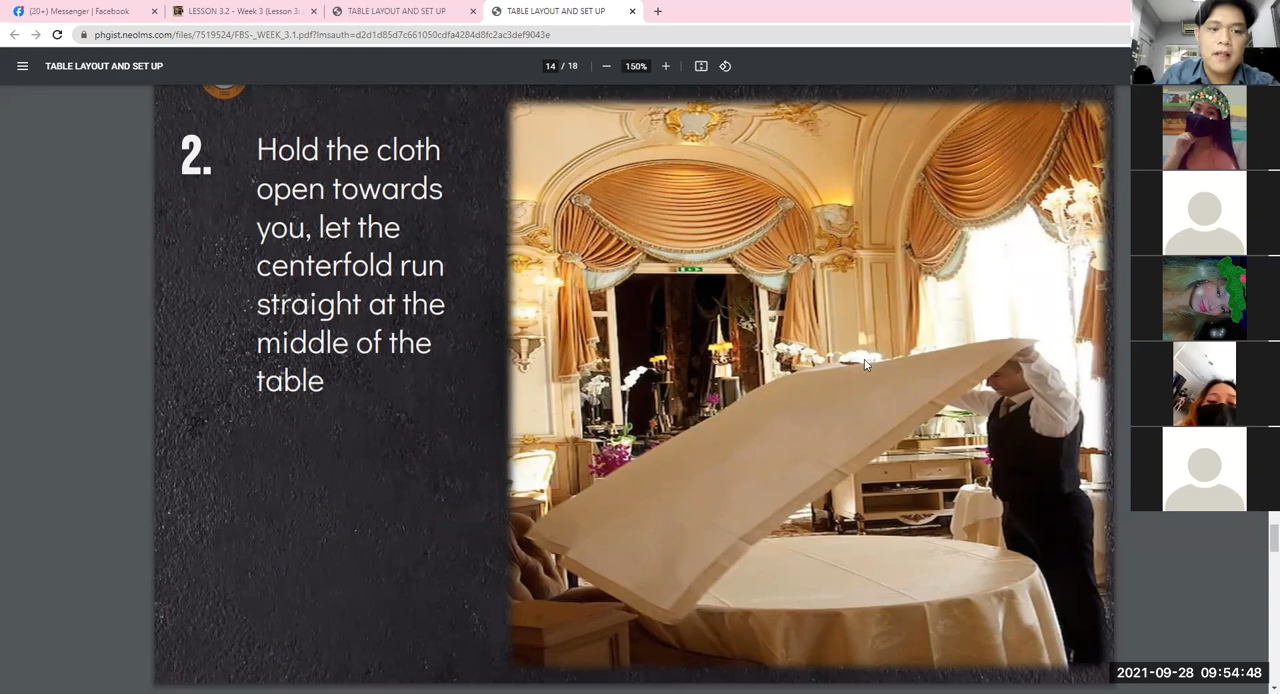 (20+) Messenger | Facebook
LESSON 3.2 - Week 3 (Lesson 3:
TABLE LAYOUT AND SET UP
TABLE LAYOUT AND SET UP
phgist.neolms.com/files/7519524/FBS-_WEEK_3.1.pdf?lmsauth=d2d1d85d7c661050cdfa4284d8fc2ac3def9043e
TABLE LAYOUT AND SET UP
14 / 18
150%
2.
Hold the cloth
open towards
you, let the
centerfold run
straight at the
middle of the
table
2021-09-28 09:54:48